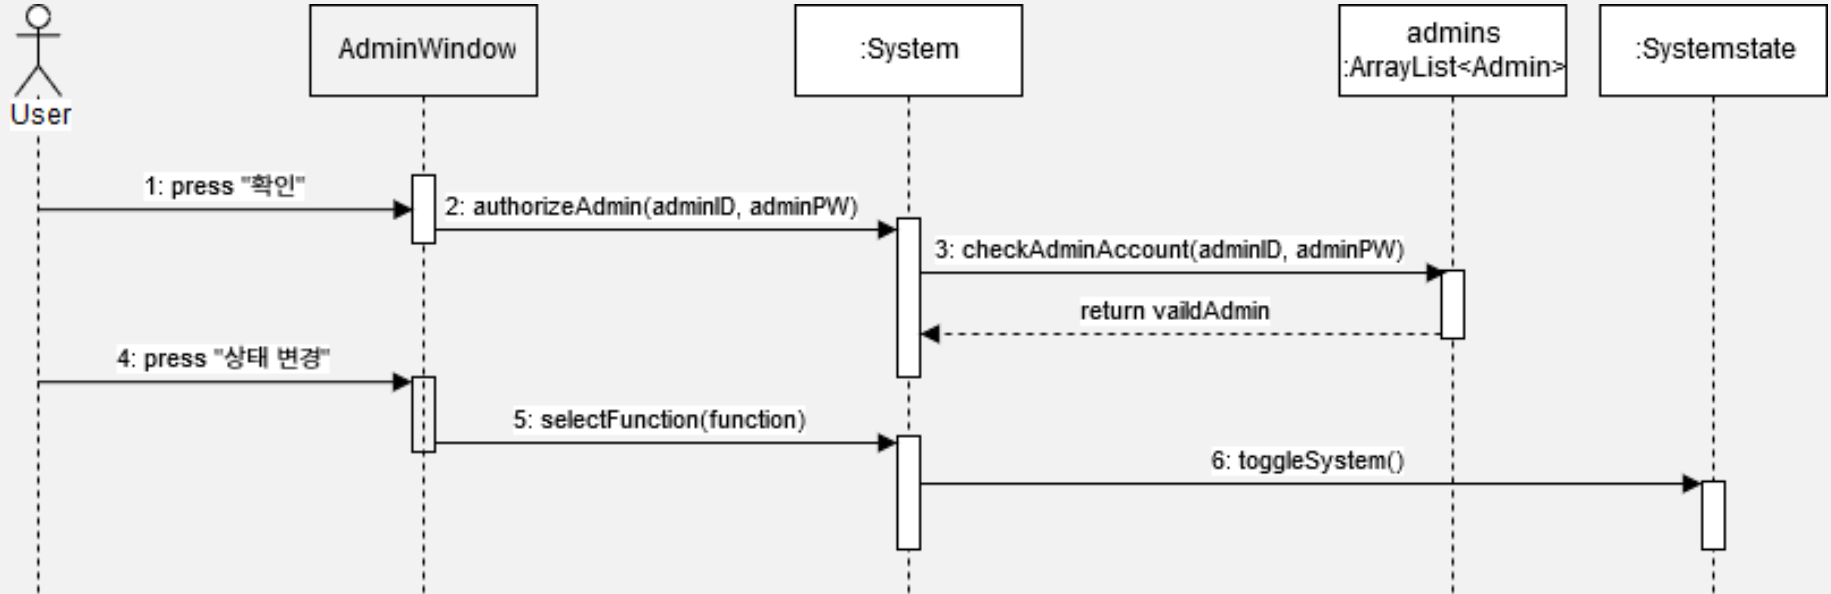 User
AdminWindow
:System
admins
:ArrayList<Admin>
:Systemstate
1: press "확인"
2: authorizeAdmin(adminID, adminPW)
3: checkAdminAccount(adminID, adminPW)
return vaildAdmin
4: press "상태 변경"
5: selectFunction(function)
6: toggleSystem()